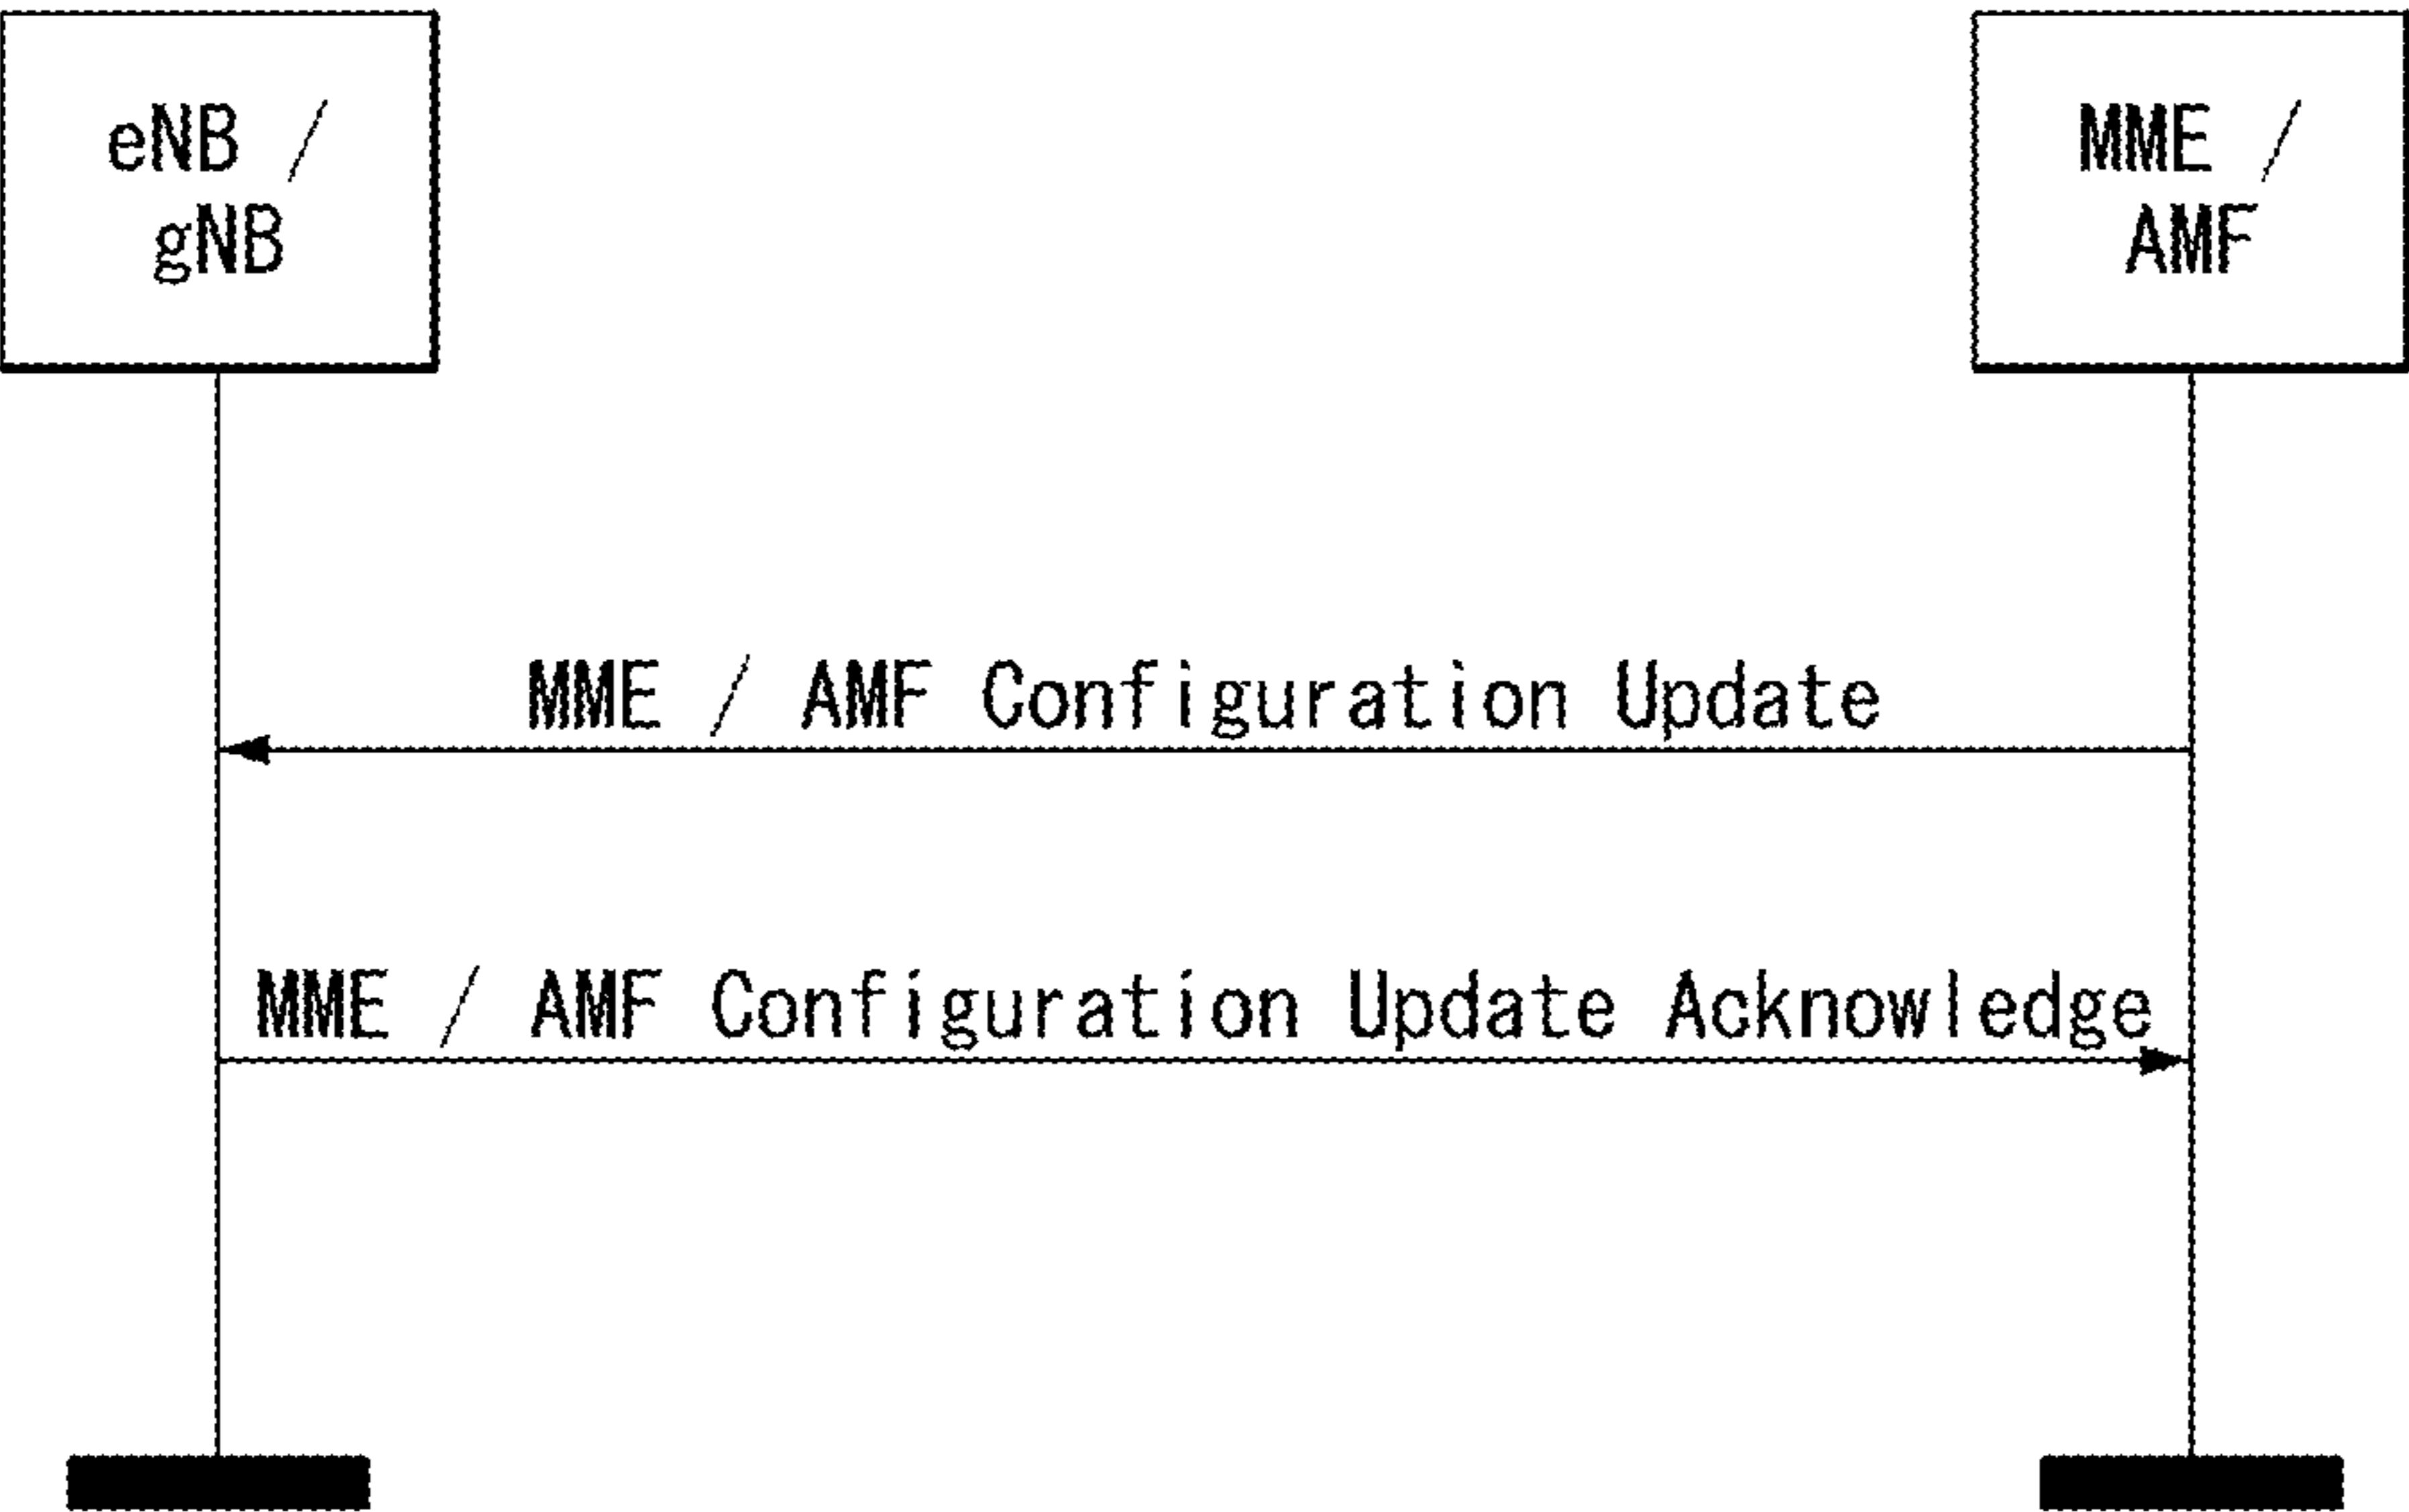 eNB /
gNB
MME /
AMF
MME / AMF Configuration Update
MME / AMF Configuration Update Acknowledge